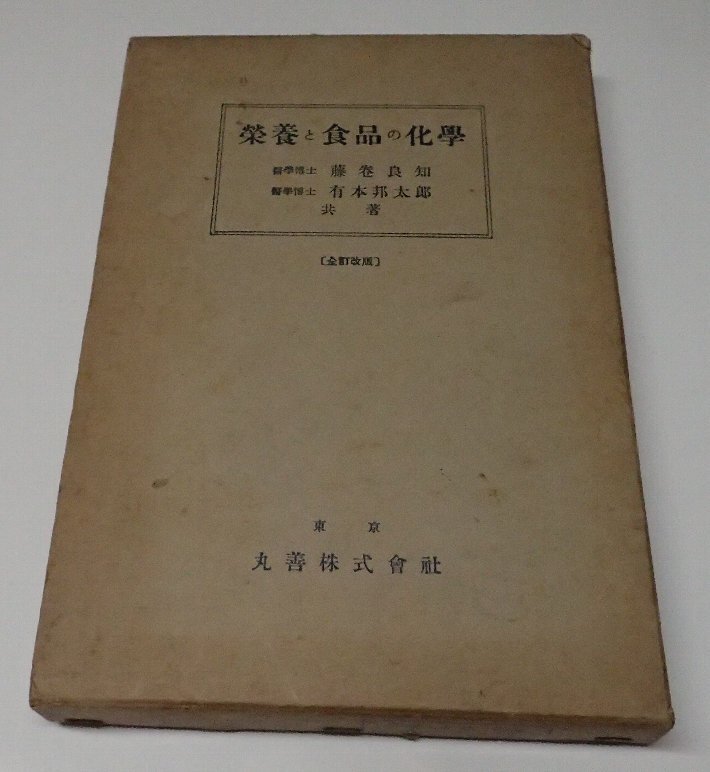 榮養と食品の化學
醫學博士 藤卷良知
醫學博士 有本邦太郎
共著
〔全訂改版〕
東京
丸善株式會社